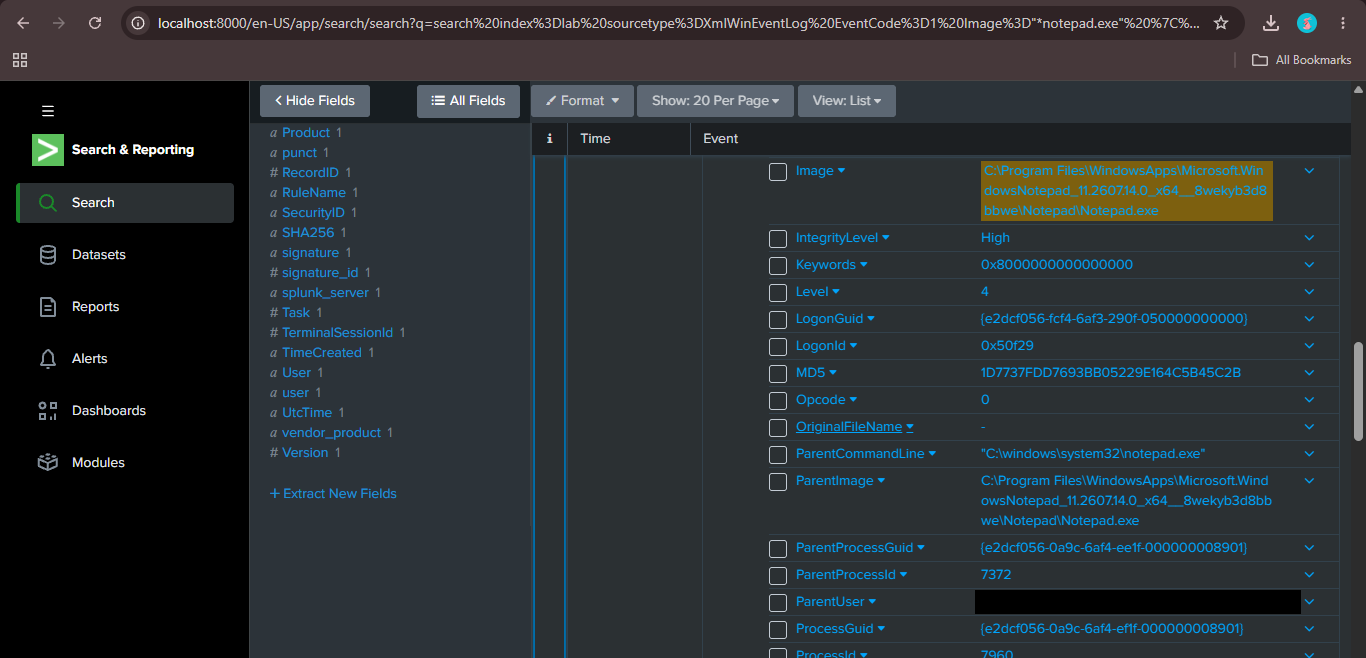 localhost:8000/en-US/app/search/search?q=search%20index%3Dlab%20sourcetype%3DXmlWinEventLog%20EventCode%3D1%20Image%3D"*notepad.exe"%20%7C%...
All Bookmarks
Search & Reporting
Search
Datasets
Reports
Alerts
Dashboards
Modules
Hide Fields
All Fields
a Product 1
a punct 1
# RecordID 1
a RuleName 1
a SecurityID 1
a SHA256 1
a signature 1
# signature_id 1
a splunk_server 1
# Task 1
# TerminalSessionId 1
a TimeCreated 1
a User 1
a user 1
a UtcTime 1
a vendor_product 1
# Version 1
+ Extract New Fields
Format
Show: 20 Per Page
View: List
i Time Event
Image C:\Program Files\WindowsApps\Microsoft.Win
dowsNotepad_11.2607.14.0_x64__8wekyb3d8
bbwe\Notepad\Notepad.exe
IntegrityLevel High
Keywords 0x8000000000000000
Level 4
LogonGuid {e2dcf056-fcf4-6af3-290f-050000000000}
LogonId 0x50f29
MD5 1D7737FDD7693BB05229E164C5B45C2B
Opcode 0
OriginalFileName -
ParentCommandLine "C:\windows\system32\notepad.exe"
ParentImage C:\Program Files\WindowsApps\Microsoft.Wind
owsNotepad_11.2607.14.0_x64__8wekyb3d8bb
we\Notepad\Notepad.exe
ParentProcessGuid {e2dcf056-0a9c-6af4-ee1f-000000008901}
ParentProcessId 7372
ParentUser
ProcessGuid {e2dcf056-0a9c-6af4-ef1f-000000008901}
ProcessId 7960